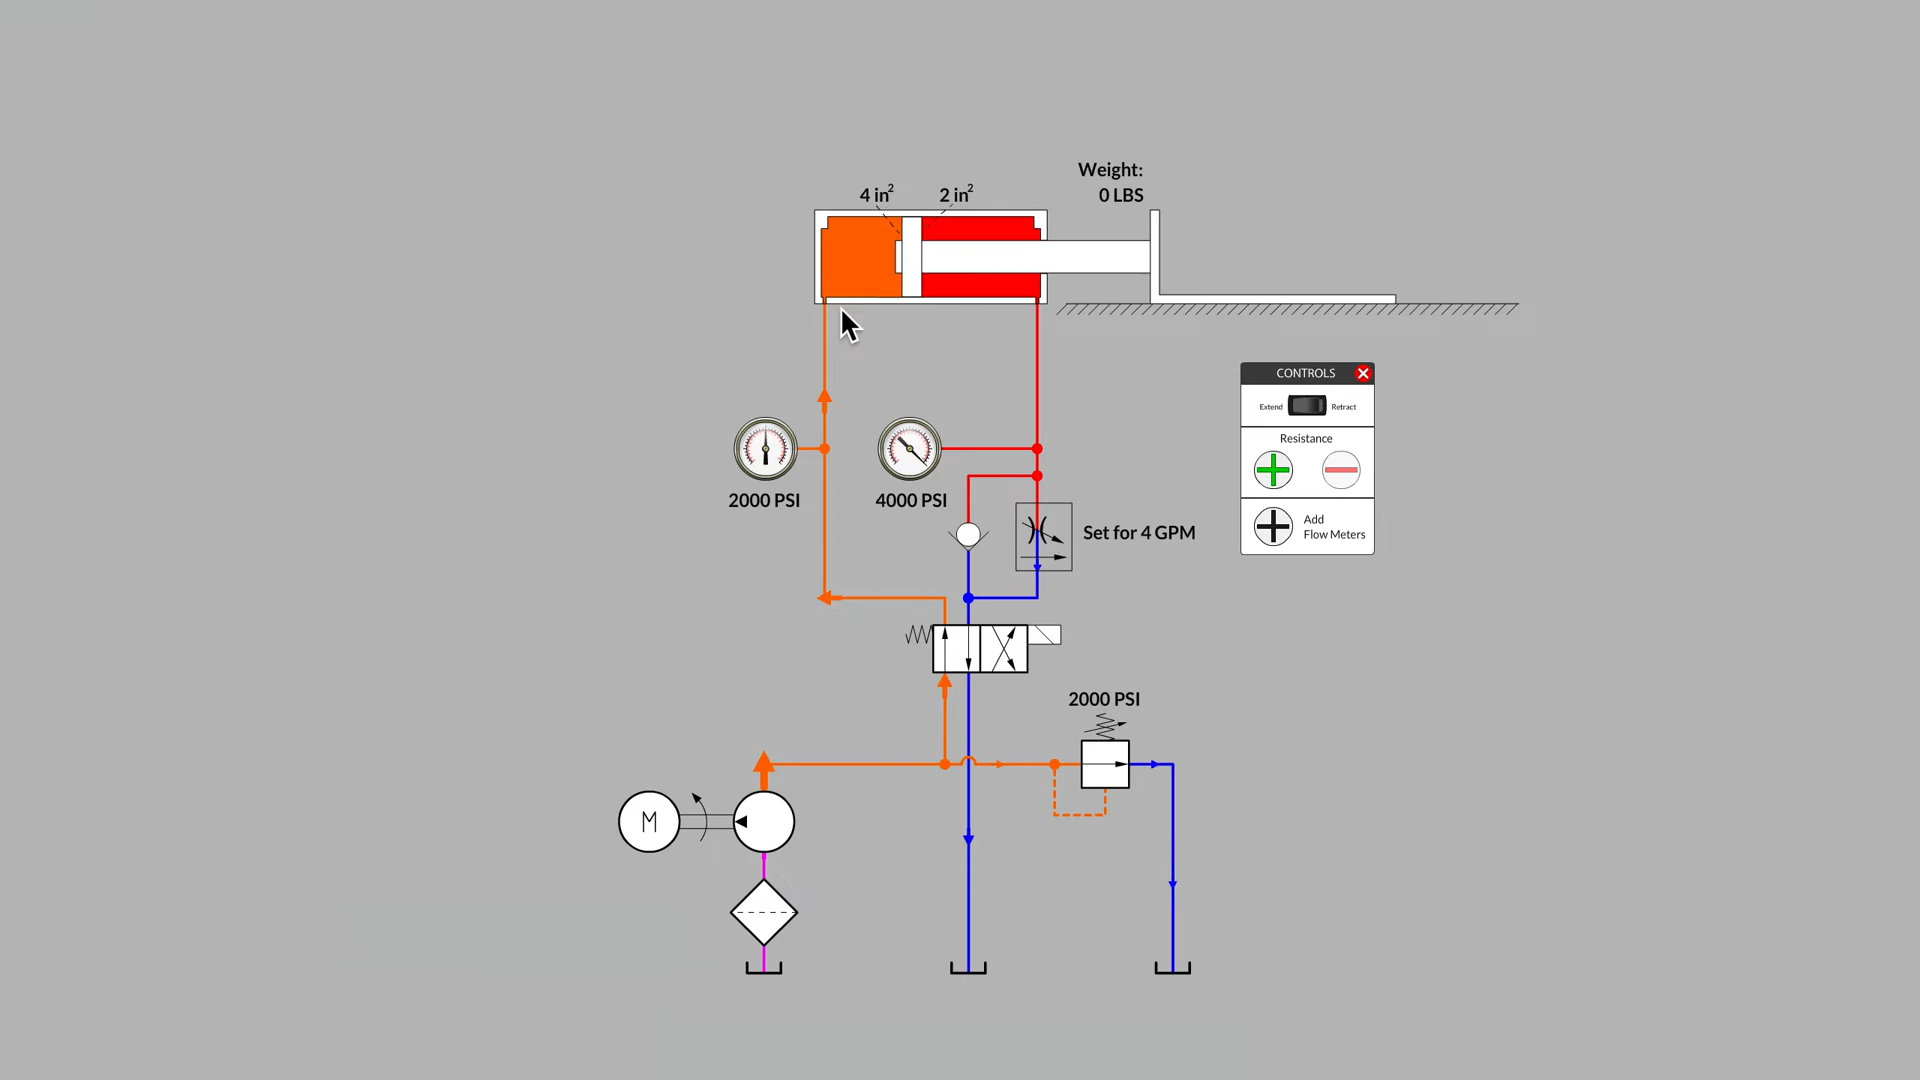 Weight:
0 LBS
4 in²
2 in²
CONTROLS
Extend
Retract
Resistance
2000 PSI
4000 PSI
Add
Flow Meters
Set for 4 GPM
2000 PSI
M